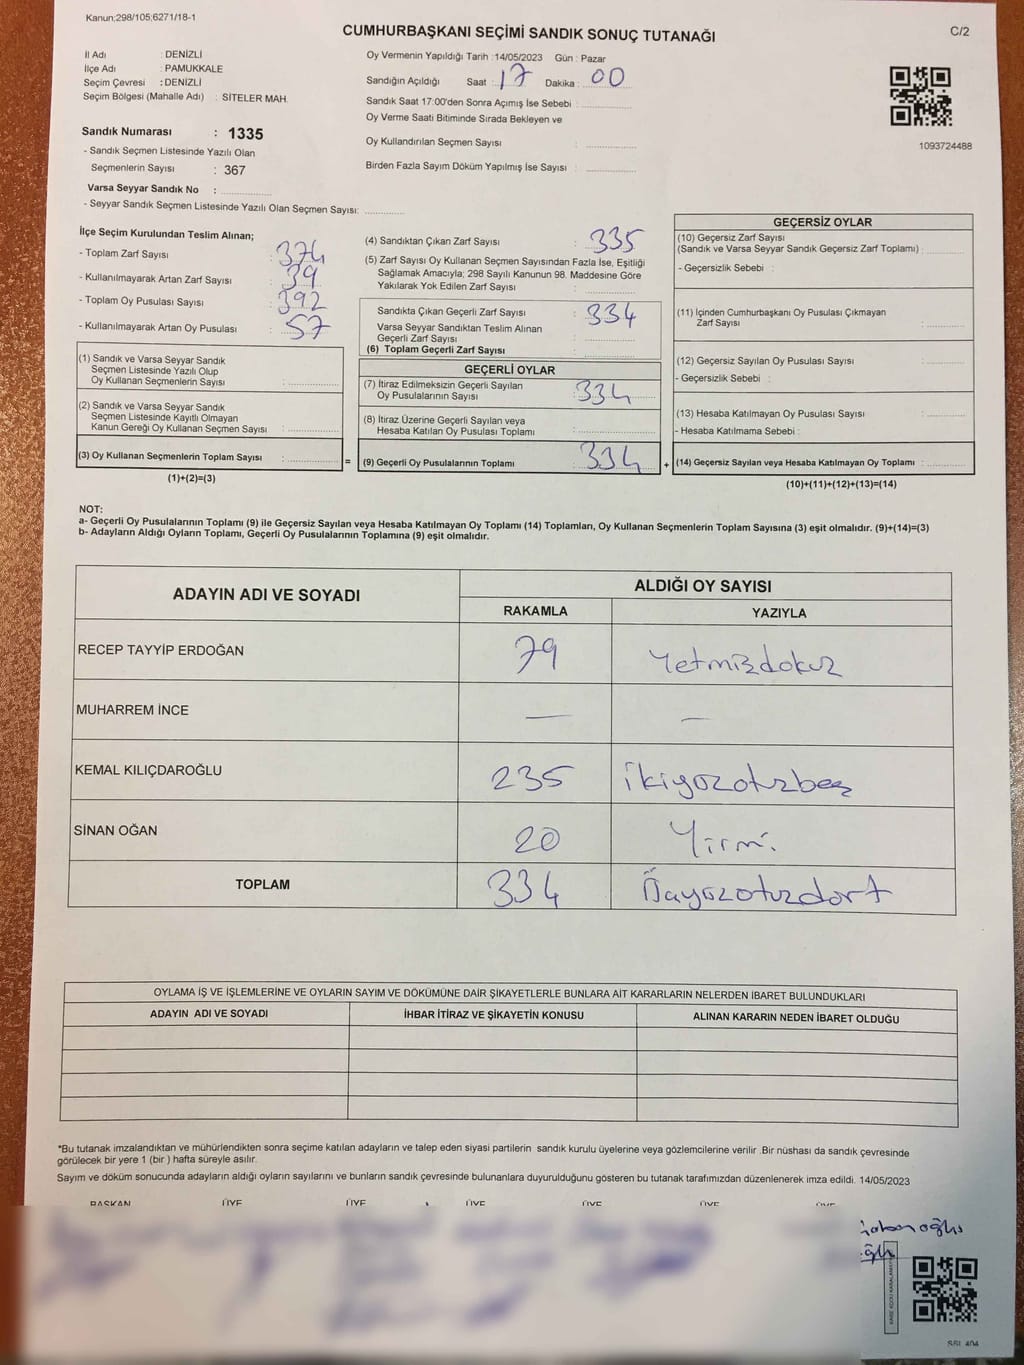 Kanun;298/105;6271/18-1
CUMHURBAŞKANI SEÇİMİ SANDIK SONUÇ TUTANAĞI
C/2
İl Adı : DENİZLİ
İlçe Adı : PAMUKKALE
Seçim Çevresi : DENİZLİ
Seçim Bölgesi (Mahalle Adı) : SİTELER MAH.
Oy Vermenin Yapıldığı Tarih :14/05/2023 Gün : Pazar
Sandığın Açıldığı Saat : 17 Dakika : 00
Sandık Saat 17:00'den Sonra Açımış İse Sebebi :
Oy Verme Saati Bitiminde Sırada Bekleyen ve
Oy Kullandırılan Seçmen Sayısı :
Birden Fazla Sayım Döküm Yapılmış İse Sayısı :
1093724488
Sandık Numarası : 1335
- Sandık Seçmen Listesinde Yazılı Olan
Seçmenlerin Sayısı : 367
Varsa Seyyar Sandık No :
- Seyyar Sandık Seçmen Listesinde Yazılı Olan Seçmen Sayısı:
İlçe Seçim Kurulundan Teslim Alınan;
- Toplam Zarf Sayısı : 374
- Kullanılmayarak Artan Zarf Sayısı : 39
- Toplam Oy Pusulası Sayısı : 392
- Kullanılmayarak Artan Oy Pusulası : 57
(1) Sandık ve Varsa Seyyar Sandık
Seçmen Listesinde Yazılı Olup
Oy Kullanan Seçmenlerin Sayısı :
(2) Sandık ve Varsa Seyyar Sandık
Seçmen Listesinde Kayıtlı Olmayan
Kanun Gereği Oy Kullanan Seçmen Sayısı :
(3) Oy Kullanan Seçmenlerin Toplam Sayısı :
(1)+(2)=(3)
(4) Sandıktan Çıkan Zarf Sayısı : 335
(5) Zarf Sayısı Oy Kullanan Seçmen Sayısından Fazla İse, Eşitliği
Sağlamak Amacıyla; 298 Sayılı Kanunun 98. Maddesine Göre
Yakılarak Yok Edilen Zarf Sayısı :
Sandıkta Çıkan Geçerli Zarf Sayısı : 334
Varsa Seyyar Sandıktan Teslim Alınan
Geçerli Zarf Sayısı :
(6) Toplam Geçerli Zarf Sayısı :
GEÇERLİ OYLAR
(7) İtiraz Edilmeksizin Geçerli Sayılan
Oy Pusulalarının Sayısı : 334
(8) İtiraz Üzerine Geçerli Sayılan veya
Hesaba Katılan Oy Pusulası Toplamı :
= (9) Geçerli Oy Pusulalarının Toplamı : 334 +
GEÇERSİZ OYLAR
(10) Geçersiz Zarf Sayısı
(Sandık ve Varsa Seyyar Sandık Geçersiz Zarf Toplamı) :
- Geçersizlik Sebebi :
(11) İçinden Cumhurbaşkanı Oy Pusulası Çıkmayan
Zarf Sayısı :
(12) Geçersiz Sayılan Oy Pusulası Sayısı :
- Geçersizlik Sebebi :
(13) Hesaba Katılmayan Oy Pusulası Sayısı :
- Hesaba Katılmama Sebebi :
(14) Geçersiz Sayılan veya Hesaba Katılmayan Oy Toplamı :
(10)+(11)+(12)+(13)=(14)
NOT:
a- Geçerli Oy Pusulalarının Toplamı (9) ile Geçersiz Sayılan veya Hesaba Katılmayan Oy Toplamı (14) Toplamları, Oy Kullanan Seçmenlerin Toplam Sayısına (3) eşit olmalıdır. (9)+(14)=(3)
b- Adayların Aldığı Oyların Toplamı, Geçerli Oy Pusulalarının Toplamına (9) eşit olmalıdır.
ADAYIN ADI VE SOYADI
ALDIĞI OY SAYISI
RAKAMLA YAZIYLA
RECEP TAYYİP ERDOĞAN 79 Yetmişdokuz
MUHARREM İNCE — —
KEMAL KILIÇDAROĞLU 235 ikiyüzotuzbeş
SİNAN OĞAN 20 Yirmi.
TOPLAM 334 Üçyüzotuzdört
OYLAMA İŞ VE İŞLEMLERİNE VE OYLARIN SAYIM VE DÖKÜMÜNE DAİR ŞİKAYETLERLE BUNLARA AİT KARARLARIN NELERDEN İBARET BULUNDUKLARI
ADAYIN ADI VE SOYADI İHBAR İTİRAZ VE ŞİKAYETİN KONUSU ALINAN KARARIN NEDEN İBARET OLDUĞU
*Bu tutanak imzalandıktan ve mühürlendikten sonra seçime katılan adayların ve talep eden siyasi partilerin sandık kurulu üyelerine veya gözlemcilerine verilir .Bir nüshası da sandık çevresinde
görülecek bir yere 1 (bir ) hafta süreyle asılır.
Sayım ve döküm sonucunda adayların aldığı oyların sayılarını ve bunların sandık çevresinde bulunanlara duyurulduğunu gösteren bu tutanak tarafımızdan düzenlenerek imza edildi. 14/05/2023
BAŞKAN ÜYE ÜYE ÜYE ÜYE ÜYE ÜYE